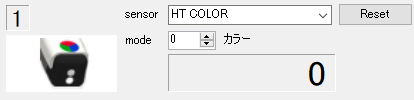 1
sensor HT COLOR Reset
mode 0 カラー
0